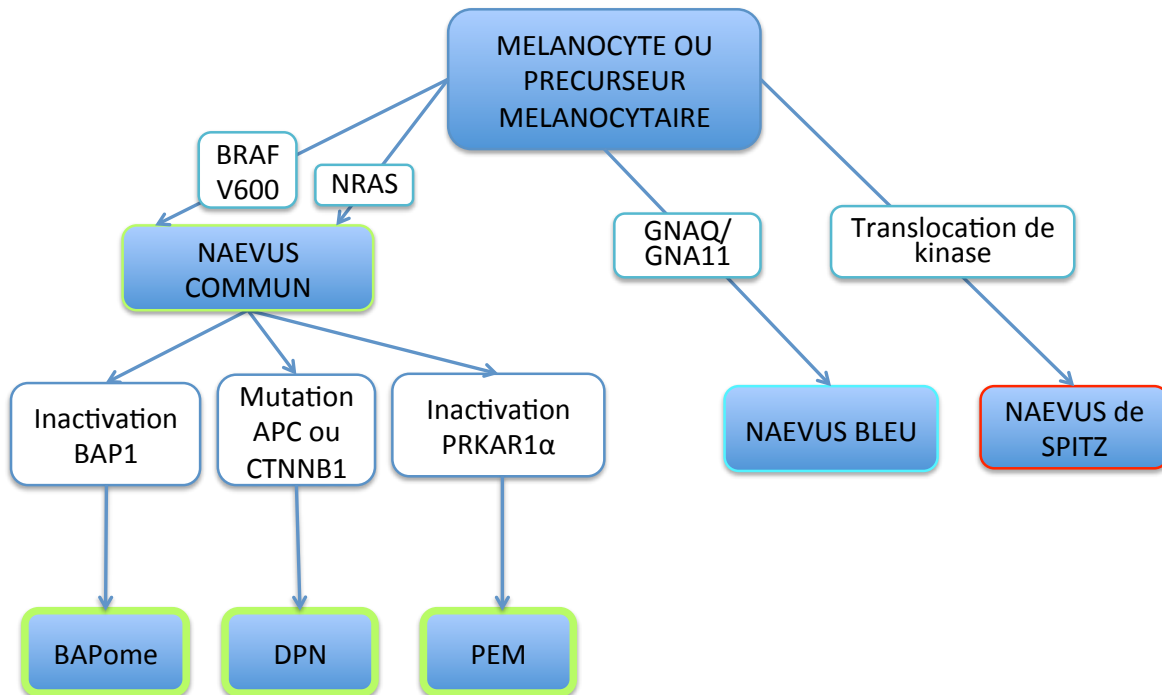 MELANOCYTE OU
PRECURSEUR
MELANOCYTAIRE
BRAF
V600
NRAS
GNAQ/
GNA11
Translocation de
kinase
NAEVUS
COMMUN
Inactivation
BAP1
Mutation
APC ou
CTNNB1
Inactivation
PRKAR1α
NAEVUS BLEU
NAEVUS de
SPITZ
BAPome
DPN
PEM